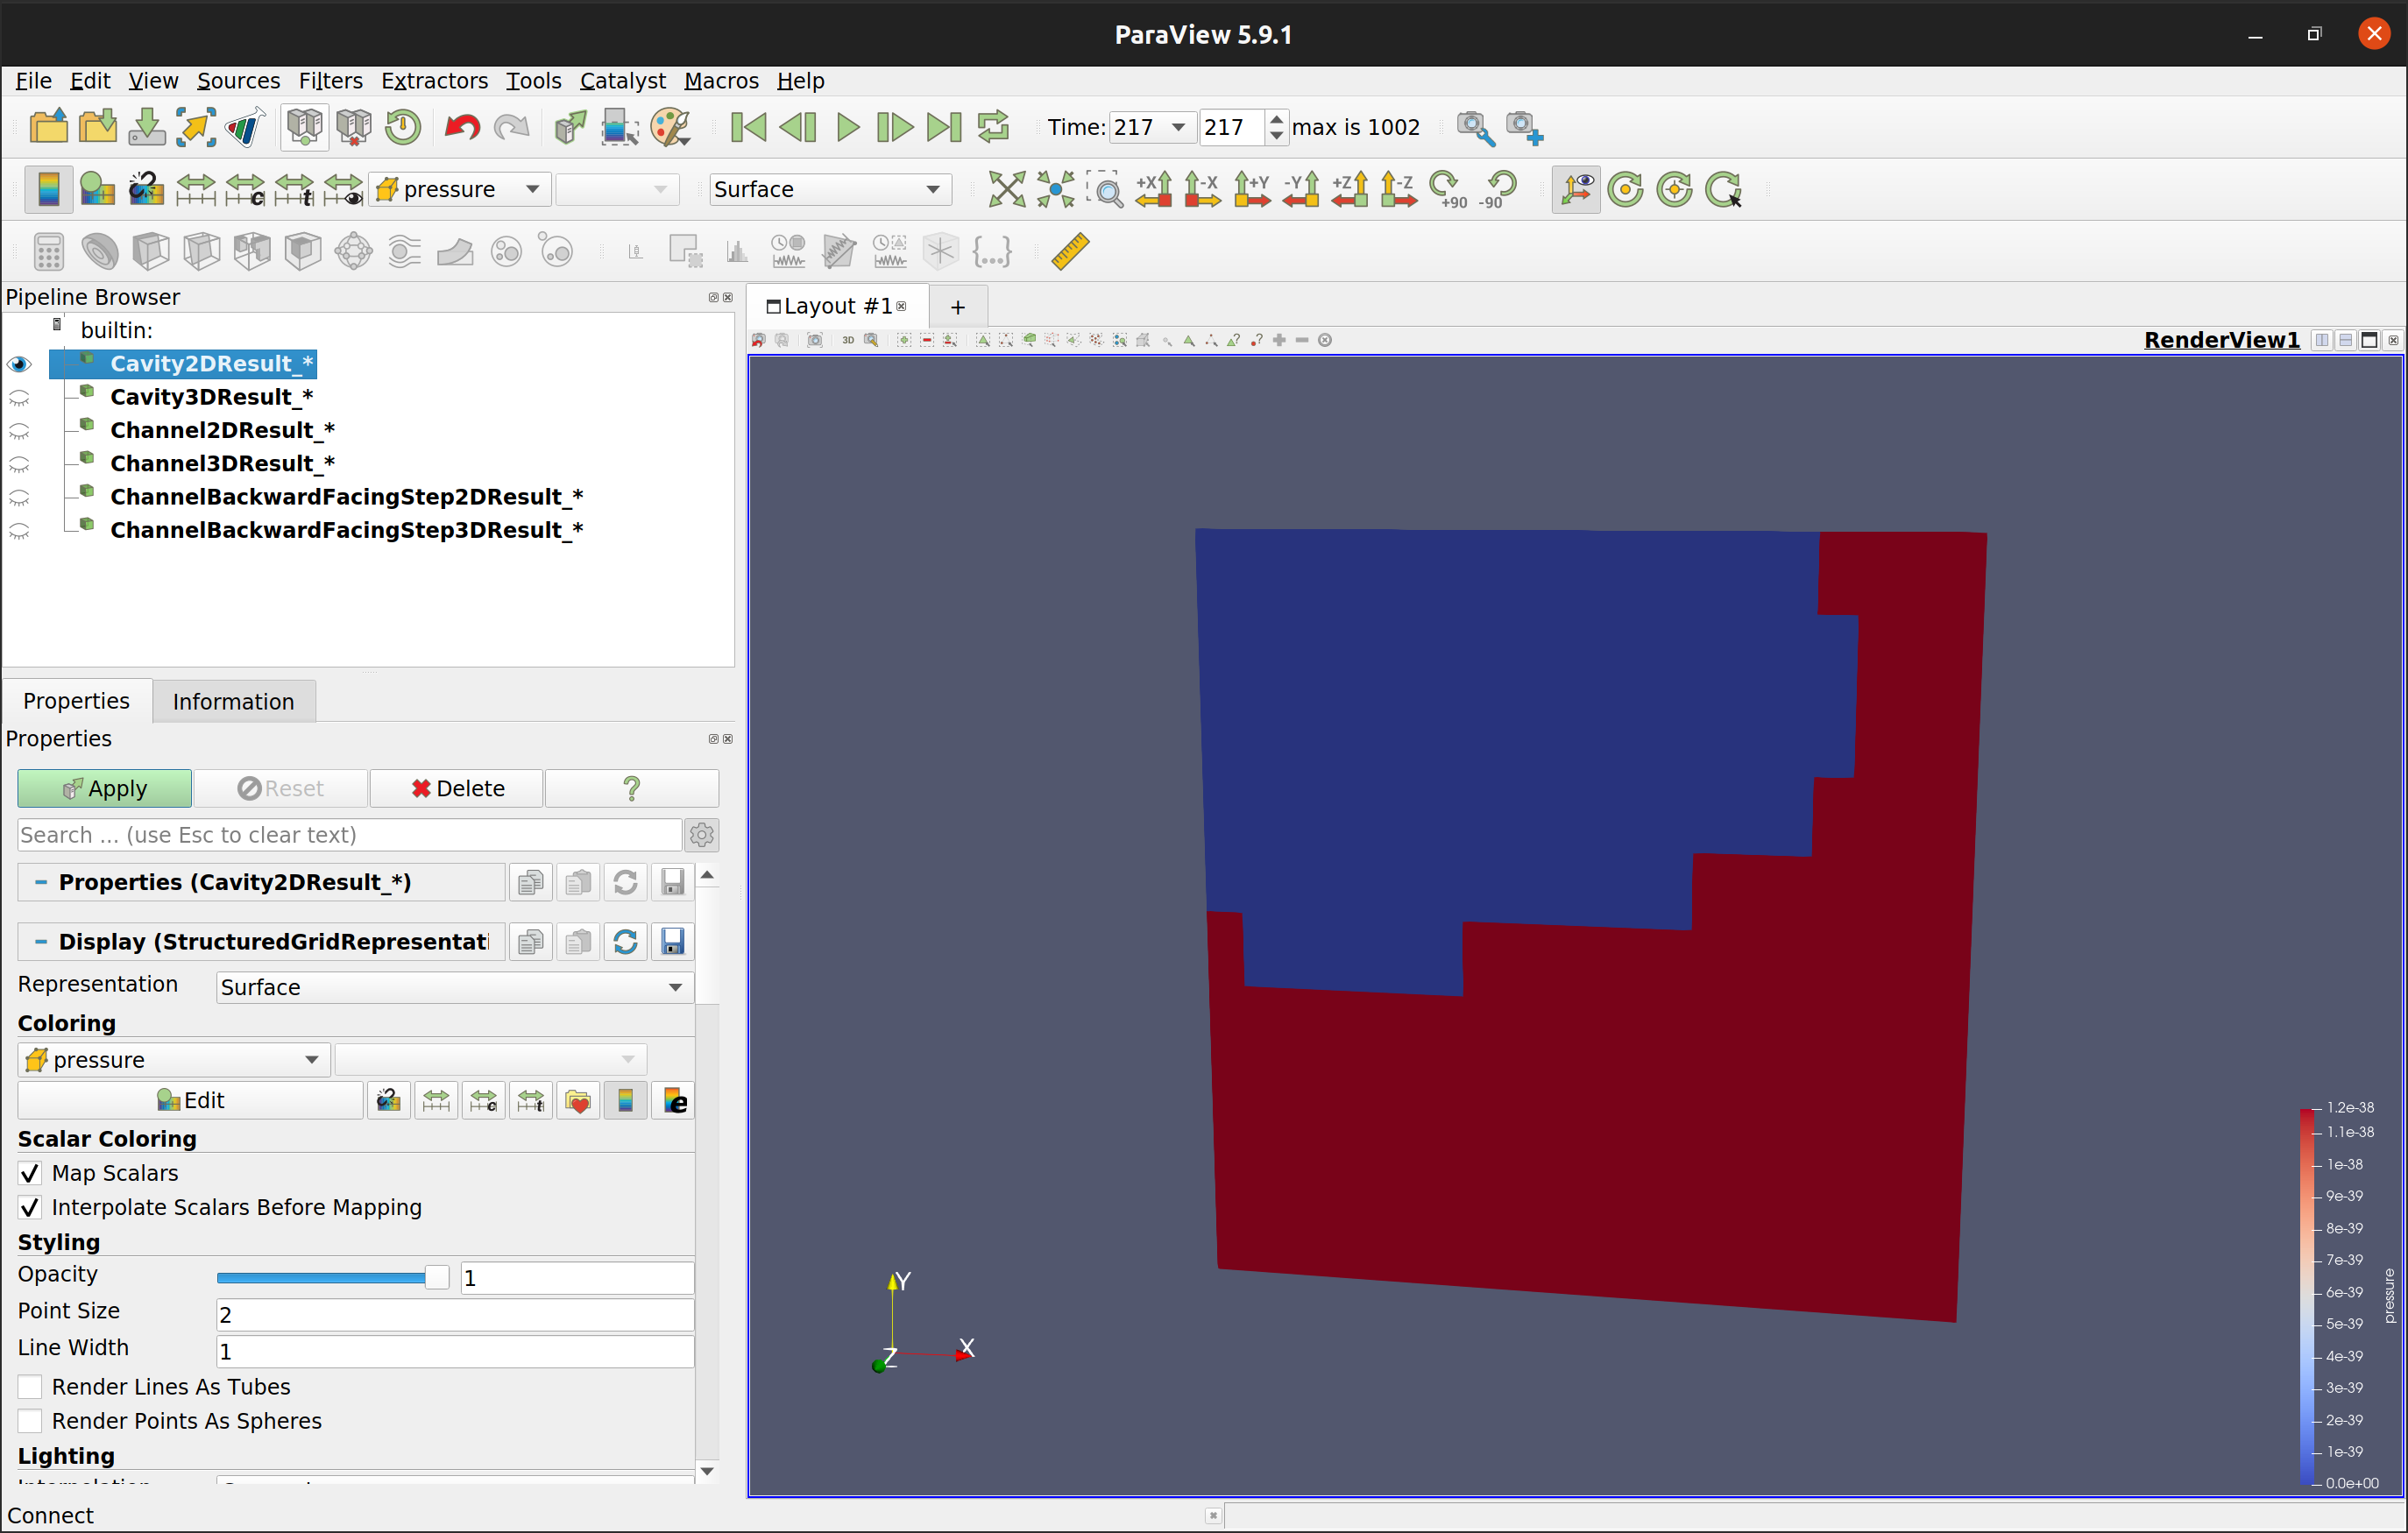 ParaView 5.9.1
File Edit View Sources Filters Extractors Tools Catalyst Macros Help
Time: 217 217 max is 1002
pressure Surface +X -X +Y -Y +Z -Z +90 -90
Pipeline Browser
Layout #1 +
builtin:
3D RenderView1
Cavity2DResult_*
Cavity3DResult_*
Channel2DResult_*
Channel3DResult_*
ChannelBackwardFacingStep2DResult_*
ChannelBackwardFacingStep3DResult_*
Properties Information
Properties
Apply Reset Delete ?
Search ... (use Esc to clear text)
Properties (Cavity2DResult_*)
Display (StructuredGridRepresentati
Representation Surface
Coloring
pressure
Edit
Scalar Coloring
Map Scalars
Interpolate Scalars Before Mapping
Styling
Opacity 1
Point Size 2
Line Width 1
Render Lines As Tubes
Render Points As Spheres
Lighting
Connect
Y
X
Z
1.2e-38
1.1e-38
1e-38
9e-39
8e-39
7e-39
6e-39
5e-39
4e-39
3e-39
2e-39
1e-39
0.0e+00
pressure